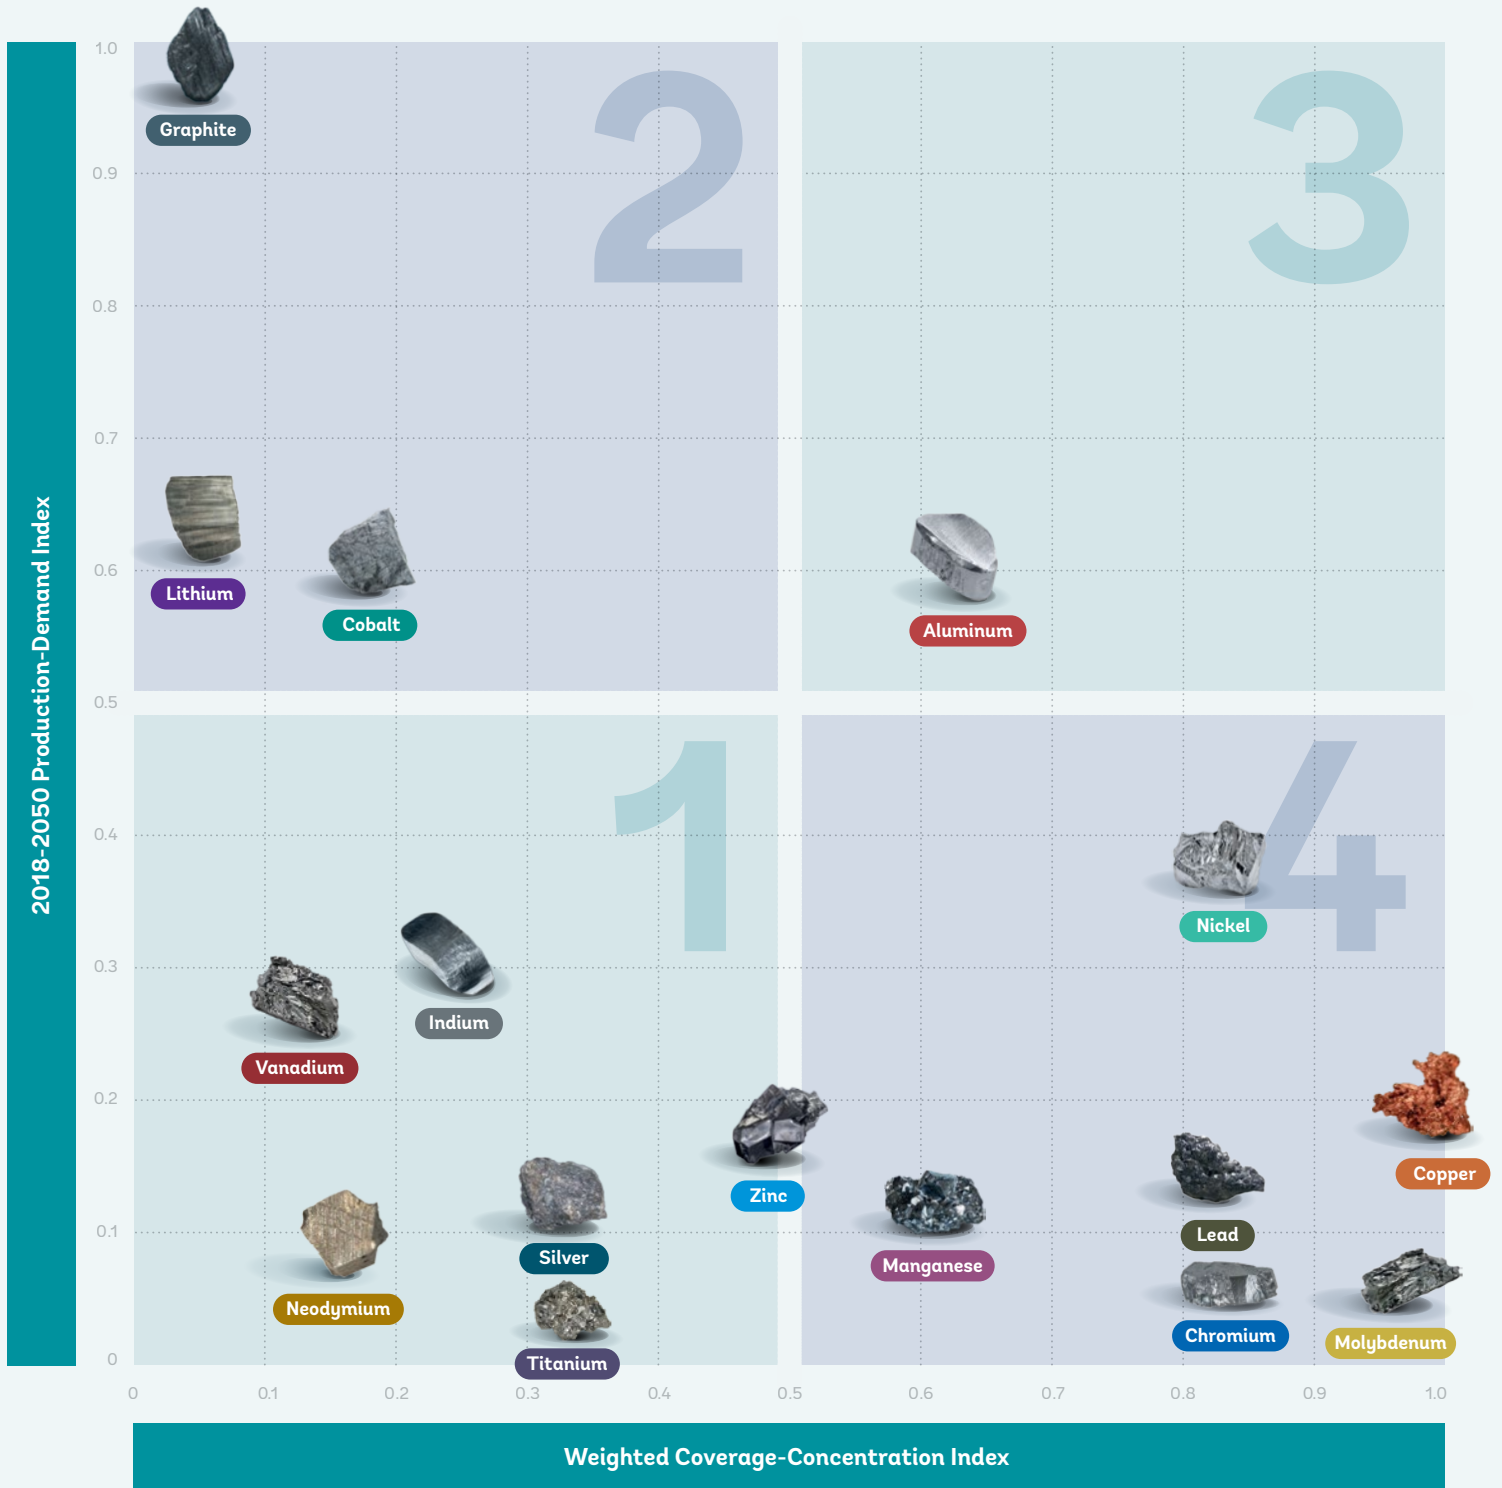 1.0
Graphite
2
3
0.9
0.8
0.7
0.6
Lithium
Cobalt
Aluminum
0.5
2018-2050 Production-Demand Index
1
4
0.4
Nickel
0.3
Indium
Vanadium
0.2
Copper
Zinc
0.1
Lead
Silver
Manganese
Neodymium
Chromium
Molybdenum
0
Titanium
0 0.1 0.2 0.3 0.4 0.5 0.6 0.7 0.8 0.9 1.0
Weighted Coverage-Concentration Index